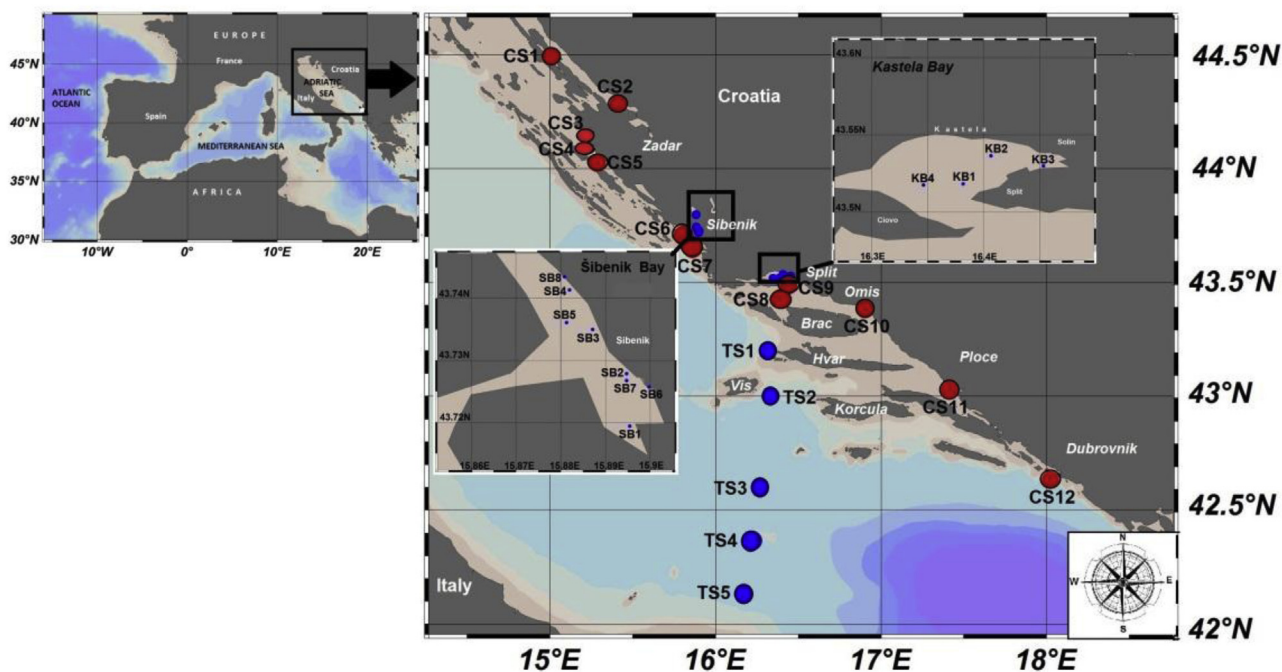 45°N
40°N
35°N
30°N
10°W
0°E
10°E
20°E
EUROPE
France
Croatia
ADRIATIC
SEA
Italy
ATLANTIC
OCEAN
Spain
MEDITERRANEAN SEA
AFRICA
44.5°N
44°N
43.5°N
43°N
42.5°N
42°N
15°E
16°E
17°E
18°E
CS1
CS2
Croatia
CS3
CS4
CS5
Zadar
CS6
Sibenik
CS7
Split
CS9
CS8
Omis
CS10
Brac
TS1
Hvar
Ploce
Vis
TS2
CS11
Korcula
Dubrovnik
TS3
CS12
TS4
TS5
Italy
N
W
E
S
Kastela Bay
43.6N
43.55N
43.5N
Kastela
Solin
KB2
KB3
KB4
KB1
Split
Ciovo
16.3E
16.4E
Šibenik Bay
SB8
SB4
43.74N
SB5
SB3
Sibenik
43.73N
SB2
SB7
SB6
43.72N
SB1
15.86E
15.87E
15.88E
15.89E
15.9E